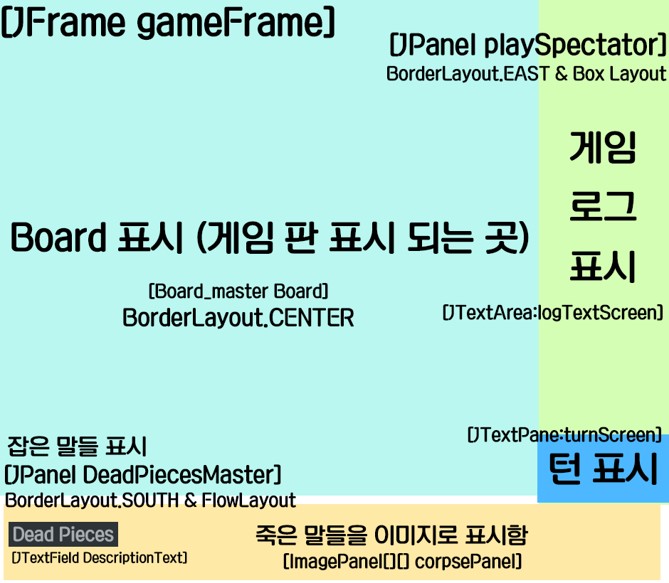 [JFrame gameFrame]
[JPanel playSpectator]
BorderLayout.EAST & Box Layout
게임
로그
표시
[JTextArea:logTextScreen]
Board 표시 (게임 판 표시 되는 곳)
[Board_master Board]
BorderLayout.CENTER
[JTextPane:turnScreen]
턴 표시
잡은 말들 표시
[JPanel DeadPiecesMaster]
BorderLayout.SOUTH & FlowLayout
Dead Pieces
[JTextField DescriptionText]
죽은 말들을 이미지로 표시함
[ImagePanel[][] corpsePanel]